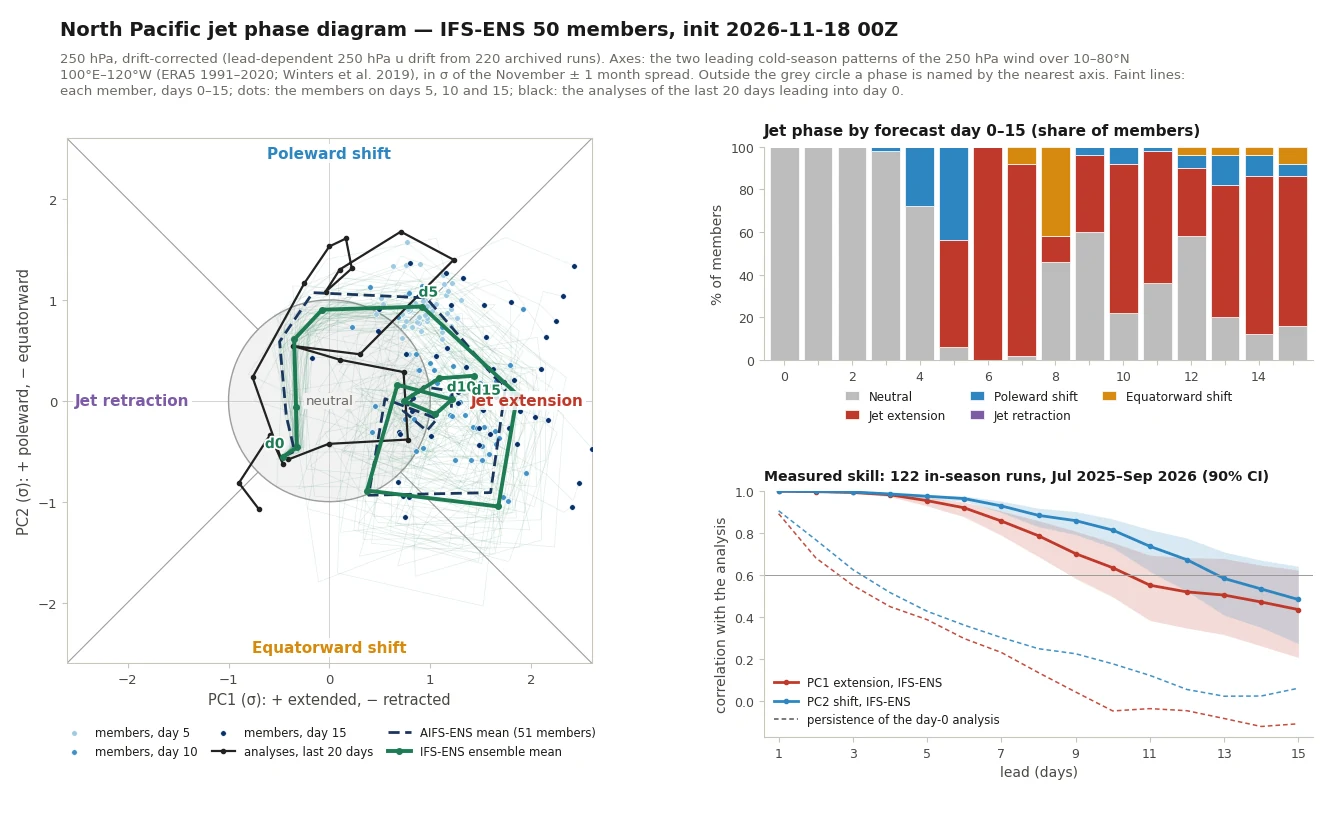 North Pacific jet phase diagram — IFS-ENS 50 members, init 2026-11-18 00Z
250 hPa, drift-corrected (lead-dependent 250 hPa u drift from 220 archived runs). Axes: the two leading cold-season patterns of the 250 hPa wind over 10–80°N
100°E–120°W (ERA5 1991–2020; Winters et al. 2019), in σ of the November ± 1 month spread. Outside the grey circle a phase is named by the nearest axis. Faint lines:
each member, days 0–15; dots: the members on days 5, 10 and 15; black: the analyses of the last 20 days leading into day 0.
Poleward shift
Jet retraction
neutral
Jet extension
Equatorward shift
d0
d5
d10
d15
2
1
0
−1
−2
PC2 (σ): + poleward, − equatorward
−2
−1
0
1
2
PC1 (σ): + extended, − retracted
members, day 5
members, day 10
members, day 15
analyses, last 20 days
AIFS-ENS mean (51 members)
IFS-ENS ensemble mean
Jet phase by forecast day 0–15 (share of members)
100
80
60
40
20
0
% of members
0
2
4
6
8
10
12
14
Neutral
Jet extension
Poleward shift
Jet retraction
Equatorward shift
Measured skill: 122 in-season runs, Jul 2025–Sep 2026 (90% CI)
1.0
0.8
0.6
0.4
0.2
0.0
correlation with the analysis
PC1 extension, IFS-ENS
PC2 shift, IFS-ENS
persistence of the day-0 analysis
1
3
5
7
9
11
13
15
lead (days)